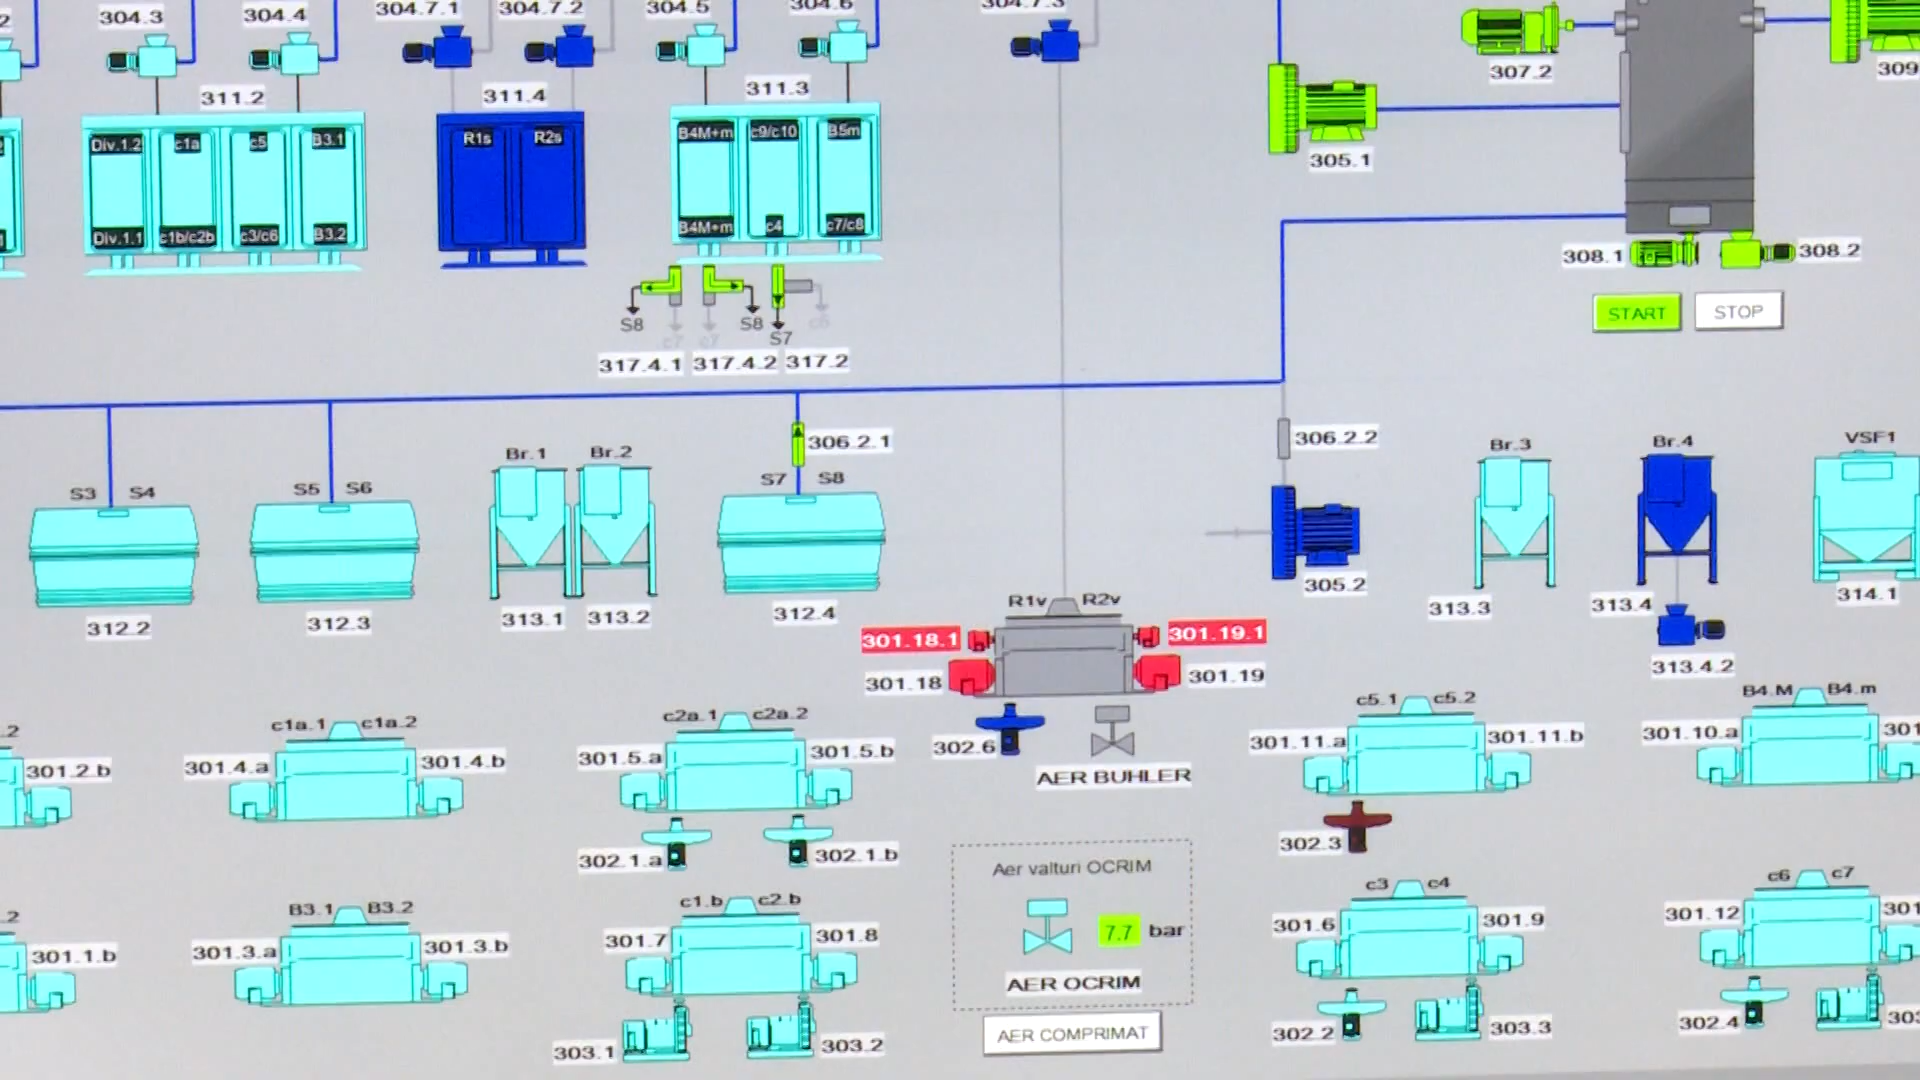 304.3
304.4
304.7.1
304.7.2
304.5
304.6
304.7.3
307.2
309
311.2
311.4
311.3
305.1
Div.1.2 c1a c5 B3.1
R1s R2s
B4M+m c9/c10 B5m
Div.1.1 c1b/c2b c3/c6 B3.2
B4M+m c4 c7/c8
308.1
308.2
START
STOP
S8
c7
c7
S8
S7
c6
317.4.1
317.4.2
317.2
306.2.1
306.2.2
Br.1
Br.2
Br.3
Br.4
VSF1
S3 S4
S5 S6
S7 S8
312.2
312.3
313.1
313.2
312.4
305.2
313.3
313.4
314.1
313.4.2
R1v R2v
301.18.1
301.19.1
301.18
301.19
302.6
AER BUHLER
c1a.1 c1a.2
c2a.1 c2a.2
c5.1 c5.2
B4.M B4.m
301.2.b
301.4.a
301.4.b
301.5.a
301.5.b
301.11.a
301.11.b
301.10.a
302.1.a
302.1.b
302.3
Aer valturi OCRIM
7.7 bar
AER OCRIM
AER COMPRIMAT
B3.1 B3.2
c1.b c2.b
c3 c4
c6 c7
301.1.b
301.3.a
301.3.b
301.7
301.8
301.6
301.9
301.12
303.1
303.2
302.2
303.3
302.4